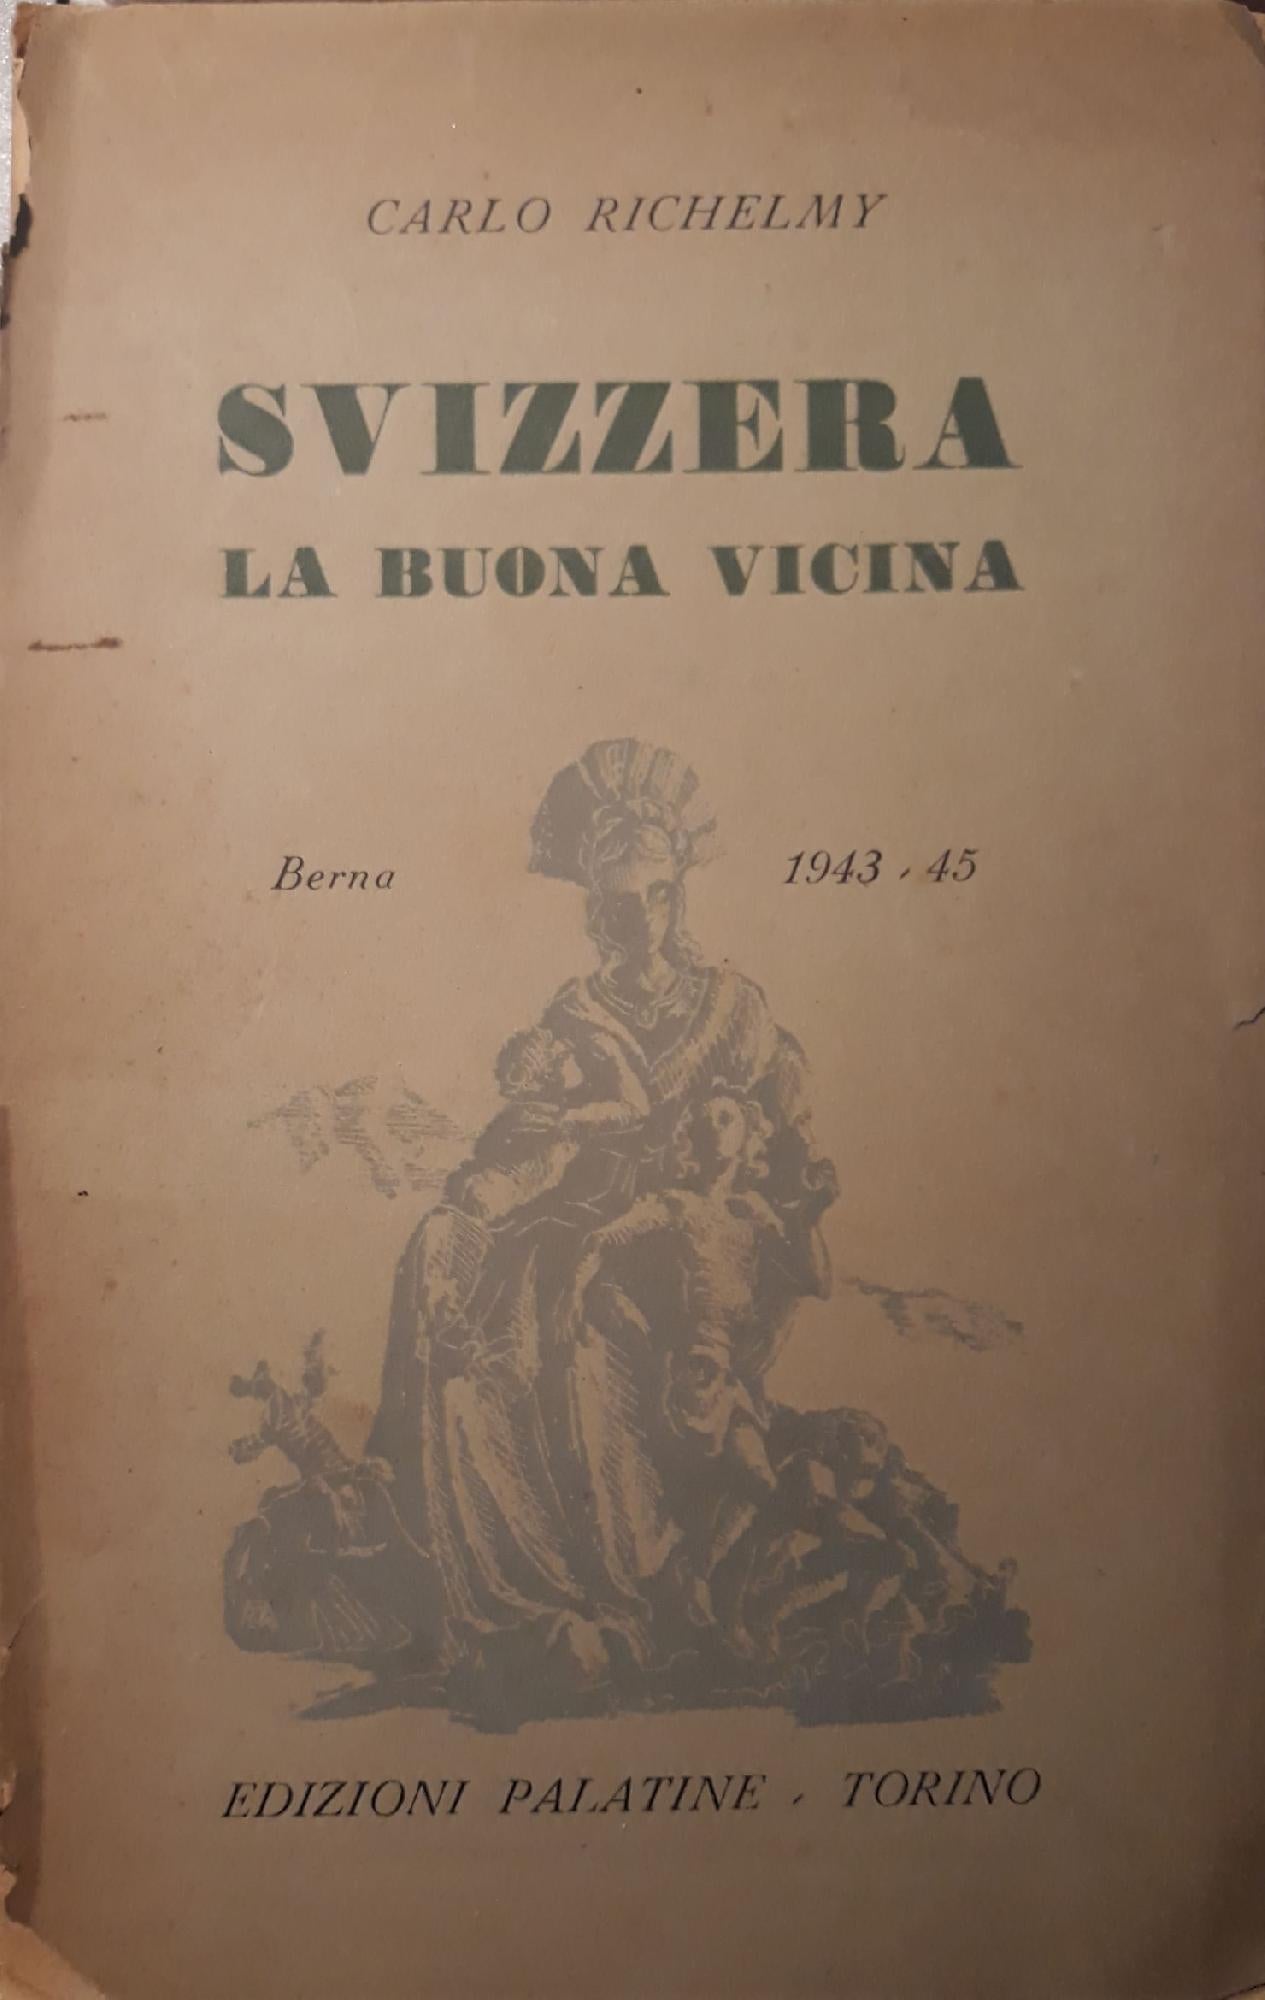 CARLO RICHELMY
SVIZZERA
LA BUONA VICINA
Berna 1943-45
EDIZIONI PALATINE - TORINO